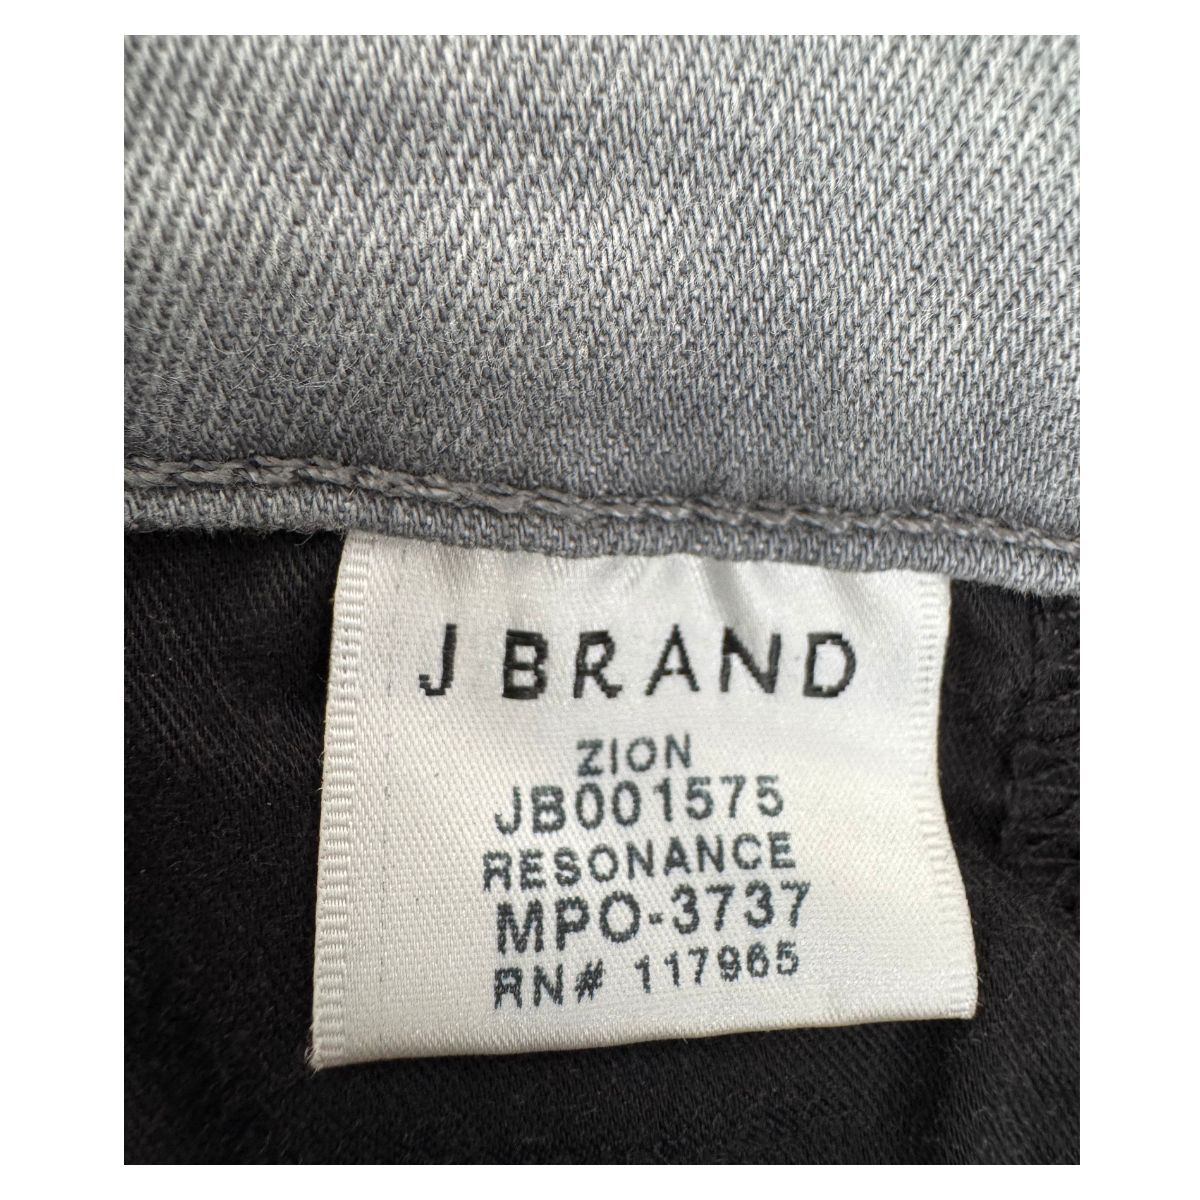 J BRAND
ZION
JB001575
RESONANCE
MPO-3737
RN# 117965